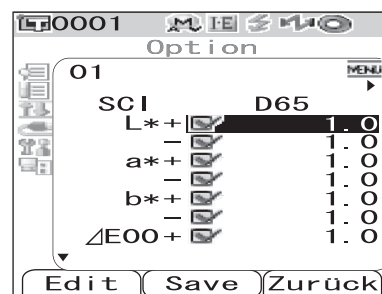 0001 I·E
Option
01 MENU
SCI D65
L*+ 1.0
− 1.0
a*+ 1.0
− 1.0
b*+ 1.0
− 1.0
⊿E00+ 1.0
Edit Save Zurück